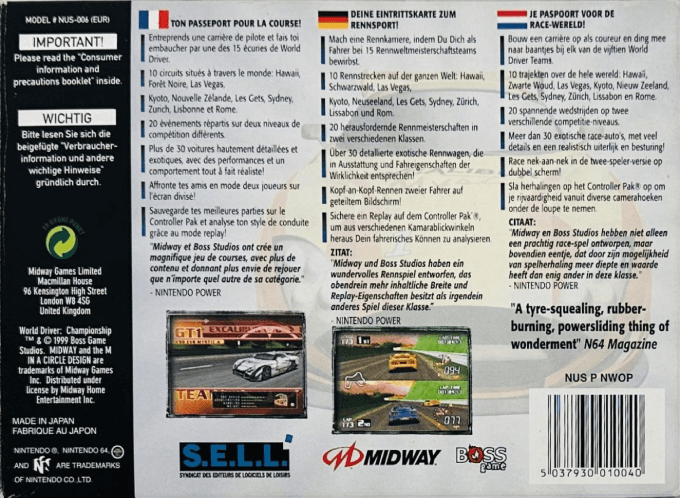 MODEL # NUS-006 (EUR)
IMPORTANT!
Please read the "Consumer
information and
precautions booklet" inside.
WICHTIG
Bitte lesen Sie sich die
beigefügte "Verbraucher-
information und andere
wichtige Hinweise"
gründlich durch.
Midway Games Limited
Macmillan House
96 Kensington High Street
London W8 4SG
United Kingdom
World Driver: Championship
™ & © 1999 Boss Game
Studios. MIDWAY and the M
IN A CIRCLE DESIGN are
trademarks of Midway Games
Inc. Distributed under
license by Midway Home
Entertainment Inc.
MADE IN JAPAN
FABRIQUE AU JAPON
NINTENDO ®, NINTENDO 64,
AND ARE TRADEMARKS
OF NINTENDO CO.,LTD.
TON PASSEPORT POUR LA COURSE!
Entreprends une carrière de pilote et fais toi
embaucher par une des 15 écuries de World
Driver.
10 circuits situés à travers le monde: Hawaii,
Forêt Noire, Las Vegas,
Kyoto, Nouvelle Zélande, Les Gets, Sydney,
Zurich, Lisbonne et Rome.
20 événements répartis sur deux niveaux de
compétition différents.
Plus de 30 voitures hautement détaillées et
exotiques, avec des performances et un
comportement tout à fait réaliste!
Affronte tes amis en mode deux joueurs sur
l'écran divisé!
Sauvegarde tes meilleures parties sur le
Controller Pak et analyse ton style de conduite
grâce au mode replay!
"Midway et Boss Studios ont crée un
magnifique jeu de courses, avec plus de
contenu et donnant plus envie de rejouer
que n'importe quel autre de sa catégorie."
- NINTENDO POWER
GT1 EXCALIBU
TEA
S.E.L.L.
SYNDICAT DES EDITEURS DE LOGICIELS DE LOISIRS
DEINE EINTRITTSKARTE ZUM
RENNSPORT!
Mach eine Rennkarriere, indem Du Dich als
Fahrer bei 15 Rennweltmeisterschaftsteams
bewirbst.
10 Rennstrecken auf der ganzen Welt: Hawaii,
Schwarzwald, Las Vegas,
Kyoto, Neuseeland, Les Gets, Sydney, Zürich,
Lissabon und Rom.
20 herausfordernde Rennmeisterschaften in
zwei verschiedenen Klassen.
Über 30 detaillierte exotische Rennwagen, die
in Ausstattung und Fahreigenschaften der
Wirklichkeit entsprechen!
Kopf-an-Kopf-Rennen zweier Fahrer auf
geteiltem Bildschirm!
Sichere ein Replay auf dem Controller Pak®,
um aus verschiedenen Kamarablickwinkeln
heraus Dein fahrerisches Können zu analysieren.
ZITAT:
"Midway und Boss Studios haben ein
wundervolles Rennspiel entworfen, das
obendrein mehr inhaltliche Breite und
Replay-Eigenschaften besitzt als irgendein
anderes Spiel dieser Klasse."
- NINTENDO POWER
094
077
MIDWAY
BOSS
game
JE PASPOORT VOOR DE
RACE-WERELD!
Bouw een carrière op als coureur en ding mee
naar baantjes bij elk van de vijftien World
Driver Teams.
10 trajekten over de hele wereld: Hawaii,
Zwarte Woud, Las Vegas, Kyoto, Nieuw Zeeland,
Les Gets, Sydney, Zürich, Lissabon en Rome.
20 spannende wedstrijden op twee
verschillende competitie-niveaus.
Meer dan 30 exotische race-auto's, met veel
details en een realistisch uiterlijk en besturing!
Race nek-aan-nek in de twee-speler-versie op
dubbel scherm!
Sla herhalingen op het Controller Pak® op om
je rijvaardigheid vanuit diverse camerahoeken
onder de loupe te nemen.
CITAAT:
"Midway en Boss Studios hebben niet alleen
een prachtig race-spel ontworpen, maar
bovendien eentje, dat door zijn mogelijkheid
van spelherhaling meer diepte en waarde
heeft dan enig ander in deze klasse."
- NINTENDO POWER
"A tyre-squealing, rubber-
burning, powersliding thing of
wonderment" N64 Magazine
NUS P NWOP
5 037930 010040